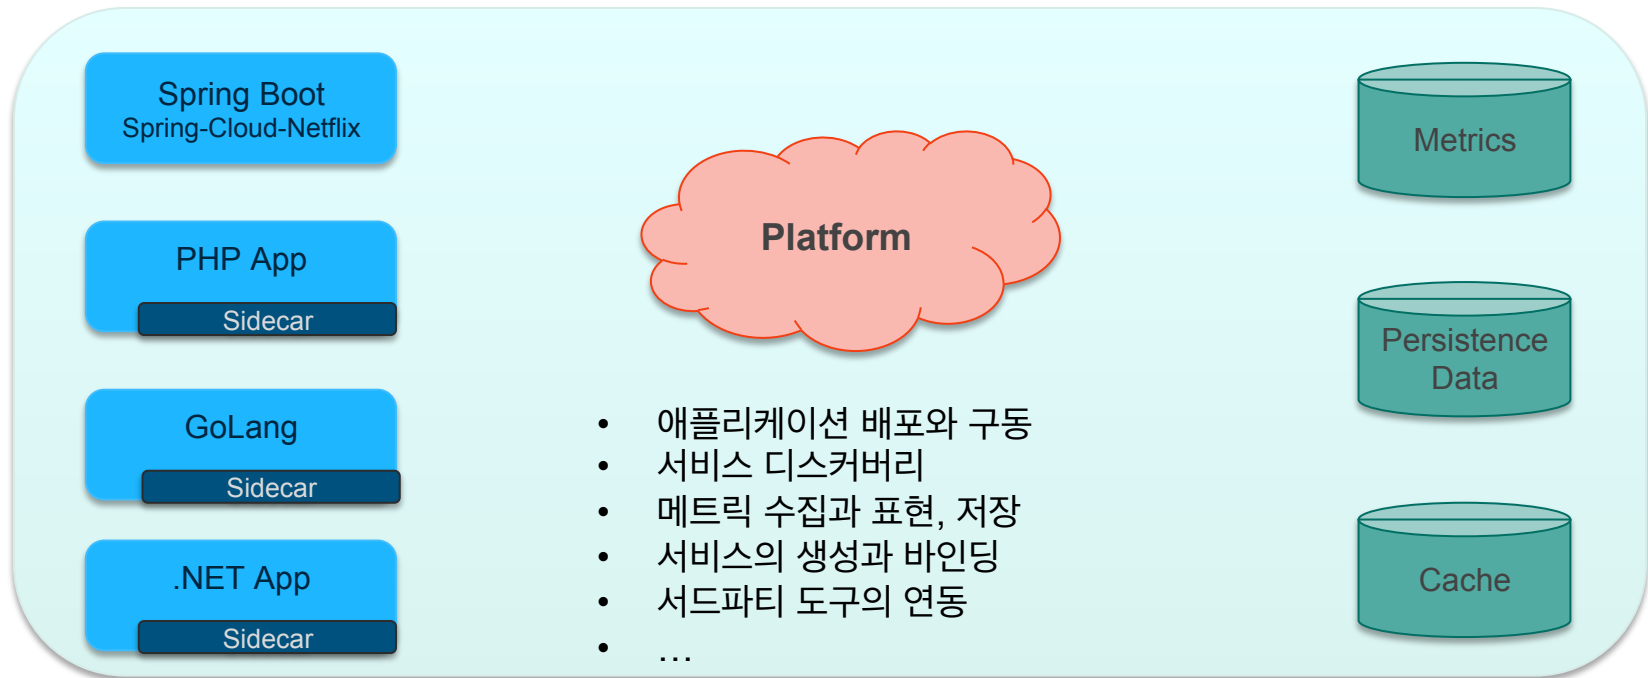 Spring Boot
Spring-Cloud-Netflix
PHP App
Sidecar
GoLang
Sidecar
.NET App
Sidecar
Platform
• 애플리케이션 배포와 구동
• 서비스 디스커버리
• 메트릭 수집과 표현, 저장
• 서비스의 생성과 바인딩
• 서드파티 도구의 연동
• …
Metrics
Persistence
Data
Cache